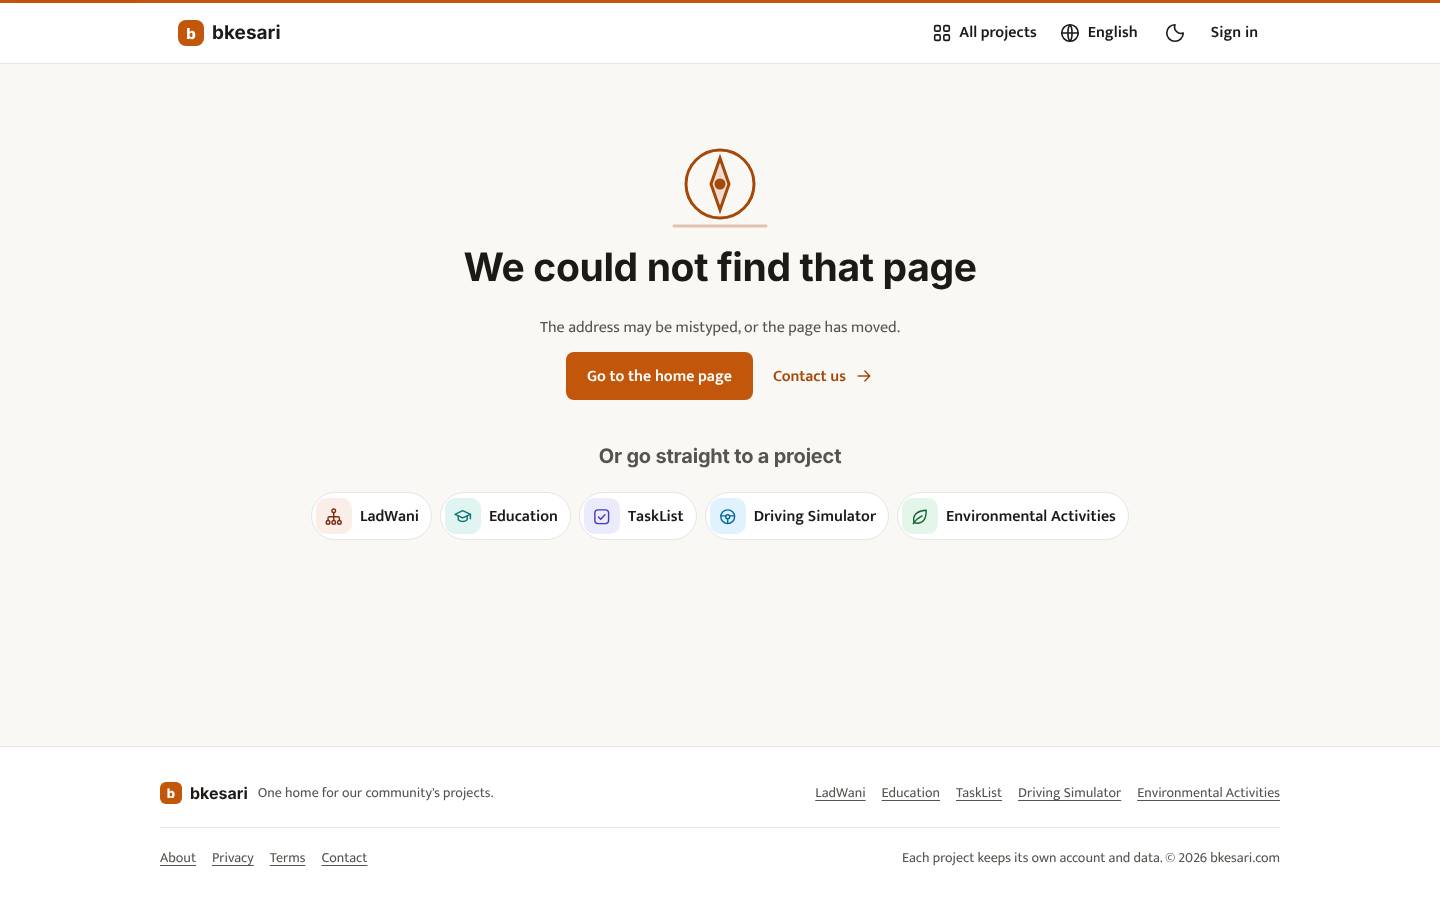 b bkesari
All projects
English
Sign in
We could not find that page
The address may be mistyped, or the page has moved.
Go to the home page
Contact us →
Or go straight to a project
LadWani
Education
TaskList
Driving Simulator
Environmental Activities
b bkesari One home for our community's projects.
LadWani Education TaskList Driving Simulator Environmental Activities
About Privacy Terms Contact
Each project keeps its own account and data. © 2026 bkesari.com